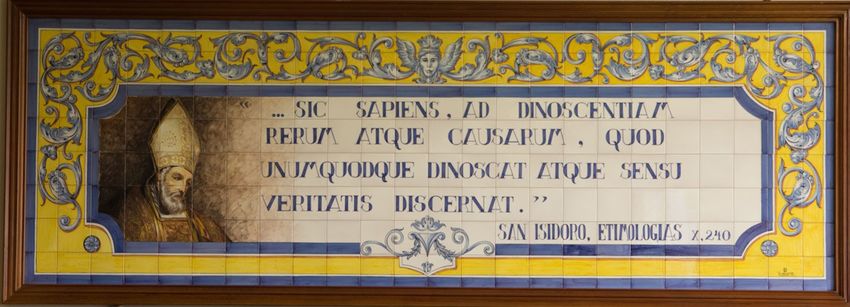 “... SIC SAPIENS, AD DINOSCENTIAM
RERUM ATQUE CAUSARUM, QUOD
UNUMQUODQUE DINOSCAT ATQUE SENSU
VERITATIS DISCERNAT.”
SAN ISIDORO, ETIMOLOGIAS X, 240